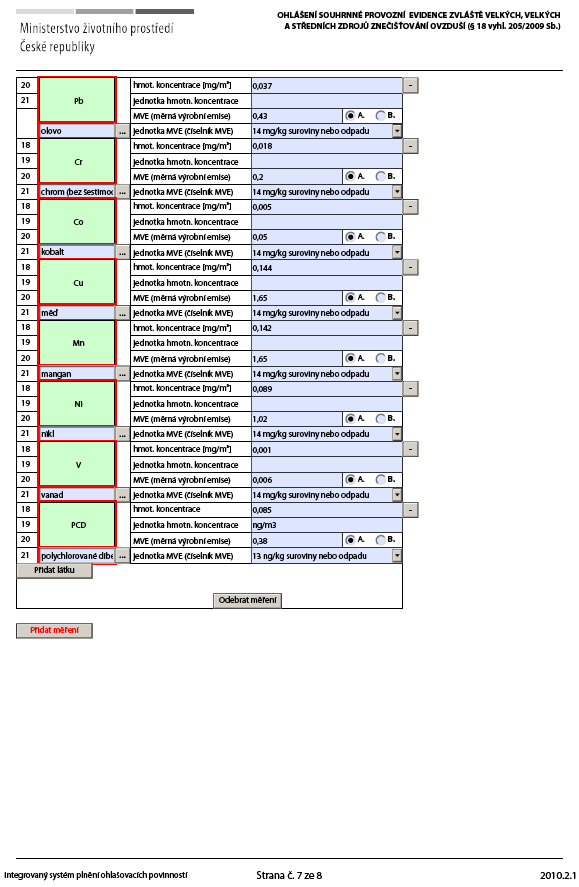 Ministerstvo životního prostředí
České republiky
OHLÁŠENÍ SOUHRNNÉ PROVOZNÍ EVIDENCE ZVLÁŠTĚ VELKÝCH, VELKÝCH
A STŘEDNÍCH ZDROJŮ ZNEČIŠŤOVÁNÍ OVZDUŠÍ (§ 18 vyhl. 205/2009 Sb.)
20 Pb hmot. koncentrace [mg/m³] 0,037 -
21 jednotka hmotn. koncentrace
MVE (měrná výrobní emise) 0,43 A. B.
olovo ... jednotka MVE (číselník MVE) 14 mg/kg suroviny nebo odpadu
18 Cr hmot. koncentrace [mg/m³] 0,018 -
19 jednotka hmotn. koncentrace
20 MVE (měrná výrobní emise) 0,2 A. B.
21 chrom (bez šestimoc ... jednotka MVE (číselník MVE) 14 mg/kg suroviny nebo odpadu
18 Co hmot. koncentrace [mg/m³] 0,005 -
19 jednotka hmotn. koncentrace
20 MVE (měrná výrobní emise) 0,05 A. B.
21 kobalt ... jednotka MVE (číselník MVE) 14 mg/kg suroviny nebo odpadu
18 Cu hmot. koncentrace [mg/m³] 0,144 -
19 jednotka hmotn. koncentrace
20 MVE (měrná výrobní emise) 1,65 A. B.
21 měď ... jednotka MVE (číselník MVE) 14 mg/kg suroviny nebo odpadu
18 Mn hmot. koncentrace [mg/m³] 0,142 -
19 jednotka hmotn. koncentrace
20 MVE (měrná výrobní emise) 1,65 A. B.
21 mangan ... jednotka MVE (číselník MVE) 14 mg/kg suroviny nebo odpadu
18 Ni hmot. koncentrace [mg/m³] 0,089 -
19 jednotka hmotn. koncentrace
20 MVE (měrná výrobní emise) 1,02 A. B.
21 nikl ... jednotka MVE (číselník MVE) 14 mg/kg suroviny nebo odpadu
18 V hmot. koncentrace [mg/m³] 0,001 -
19 jednotka hmotn. koncentrace
20 MVE (měrná výrobní emise) 0,006 A. B.
21 vanad ... jednotka MVE (číselník MVE) 14 mg/kg suroviny nebo odpadu
18 PCD hmot. koncentrace 0,085 -
19 jednotka hmotn. koncentrace ng/m3
20 MVE (měrná výrobní emise) 0,38 A. B.
21 polychlorované dibe ... jednotka MVE (číselník MVE) 13 ng/kg suroviny nebo odpadu
Přidat látku
Odebrat měření
Přidat měření
Integrovaný systém plnění ohlašovacích povinností Strana č. 7 ze 8 2010.2.1